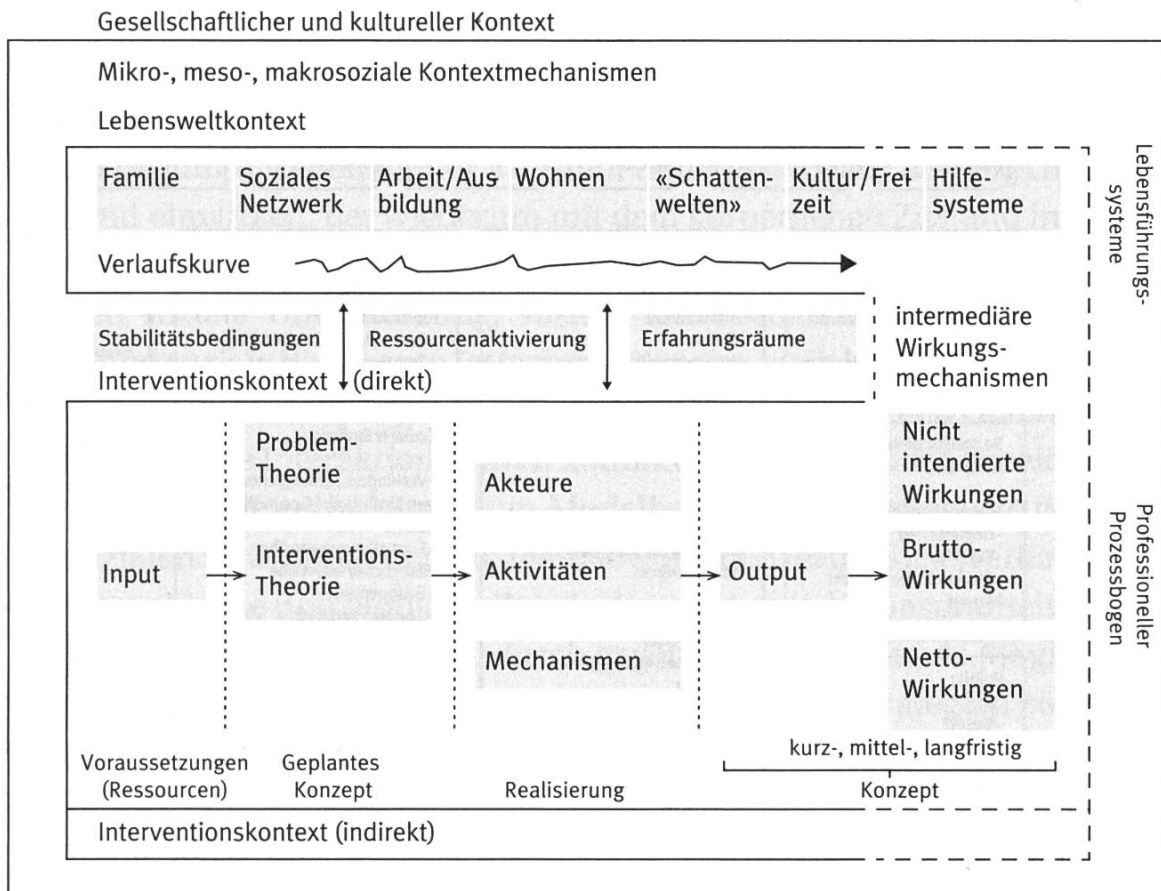 Gesellschaftlicher und kultureller Kontext
Mikro-, meso-, makrosoziale Kontextmechanismen
Lebensweltkontext
Familie
Soziales
Netzwerk
Arbeit/Aus
bildung
Wohnen
«Schatten-
welten»
Kultur/Frei
zeit
Hilfe-
systeme
Verlaufskurve
Lebensführungs-
systeme
Stabilitätsbedingungen
Ressourcenaktivierung
Erfahrungsräume
intermediäre
Wirkungs-
mechanismen
Interventionskontext (direkt)
Problem-
Theorie
Akteure
Nicht
intendierte
Wirkungen
Input
Interventions-
Theorie
Aktivitäten
Output
Brutto-
Wirkungen
Mechanismen
Netto-
Wirkungen
Professioneller
Prozessbogen
Voraussetzungen
(Ressourcen)
Geplantes
Konzept
Realisierung
kurz-, mittel-, langfristig
Konzept
Interventionskontext (indirekt)